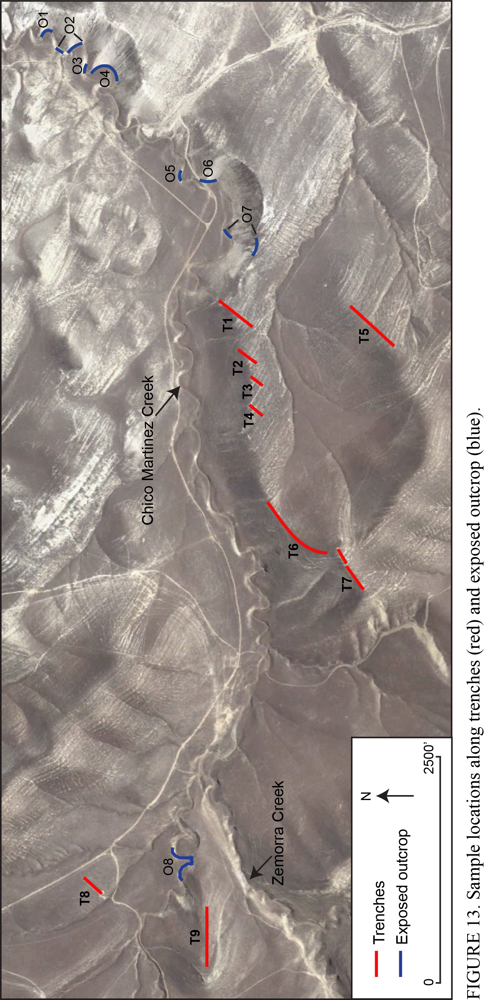 O1
O2
O3
O4
O5
O6
O7
T1
T2
T3
T4
T5
Chico Martinez Creek
T6
T7
O8
Zemorra Creek
T8
T9
N
Trenches
Exposed outcrop
0
2500'
FIGURE 13. Sample locations along trenches (red) and exposed outcrop (blue).